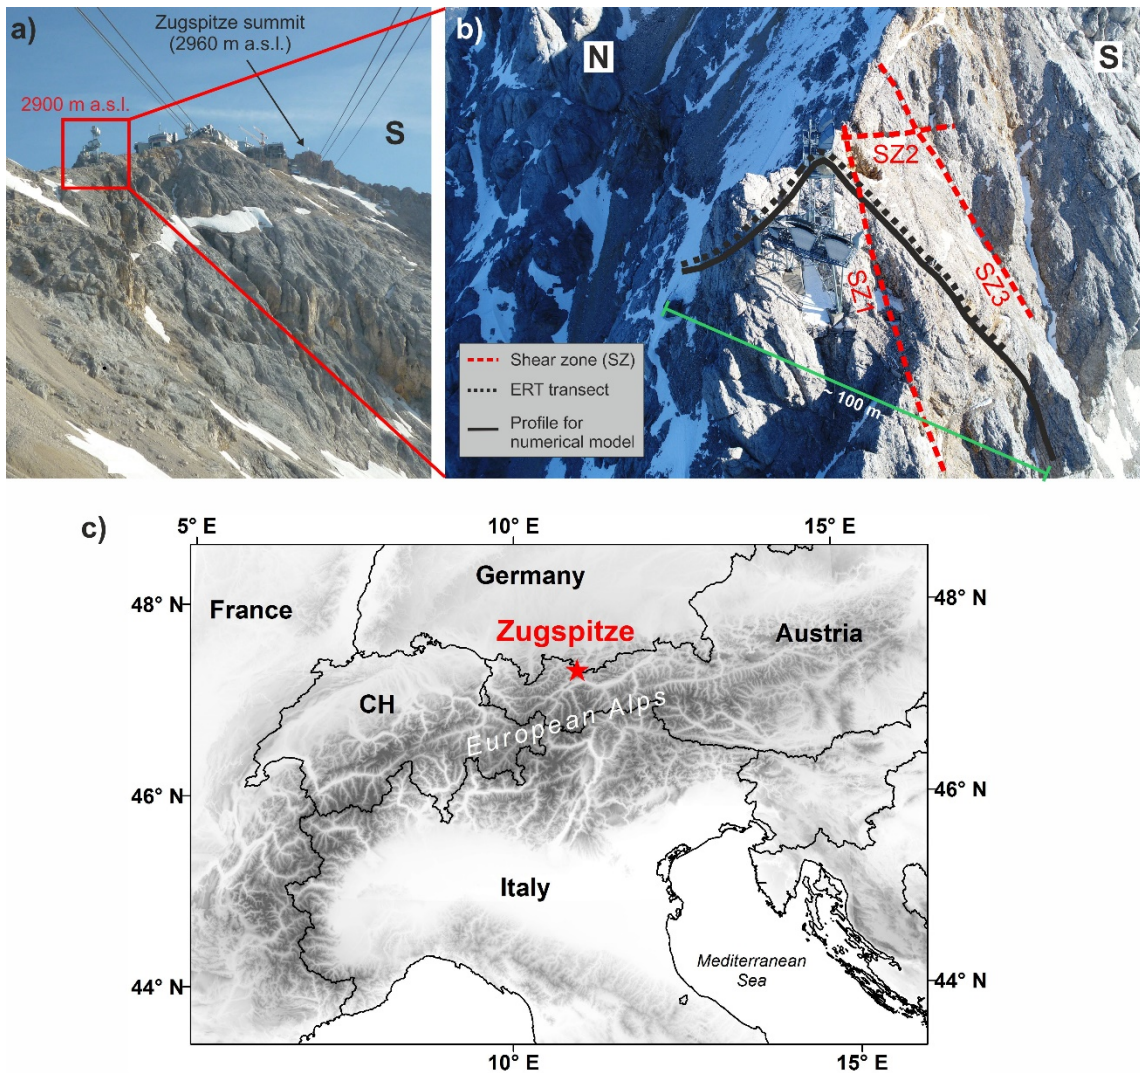 a)
Zugspitze summit
(2960 m a.s.l.)
2900 m a.s.l.
S
b)
N
S
SZ2
SZ1
SZ3
~ 100 m
Shear zone (SZ)
ERT transect
Profile for
numerical model
c)
5° E
10° E
15° E
48° N
48° N
46° N
46° N
44° N
44° N
Germany
France
Zugspitze
Austria
CH
European Alps
Italy
Mediterranean
Sea
10° E
15° E